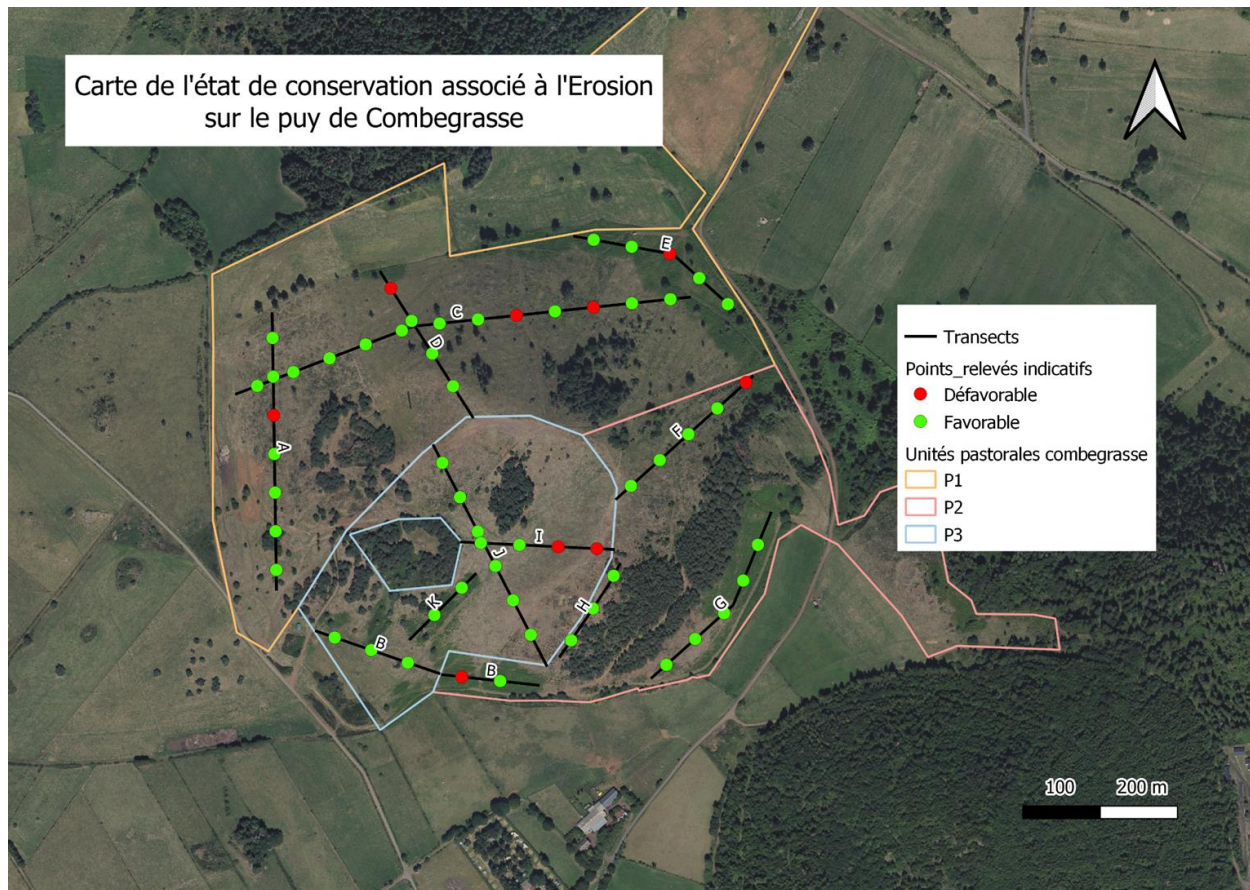 Carte de l'état de conservation associé à l'Erosion
sur le puy de Combegrasse
E
C
D
A
F
I
J
K
H
G
B
B
Transects
Points_relevés indicatifs
Défavorable
Favorable
Unités pastorales combegrasse
P1
P2
P3
100 200 m